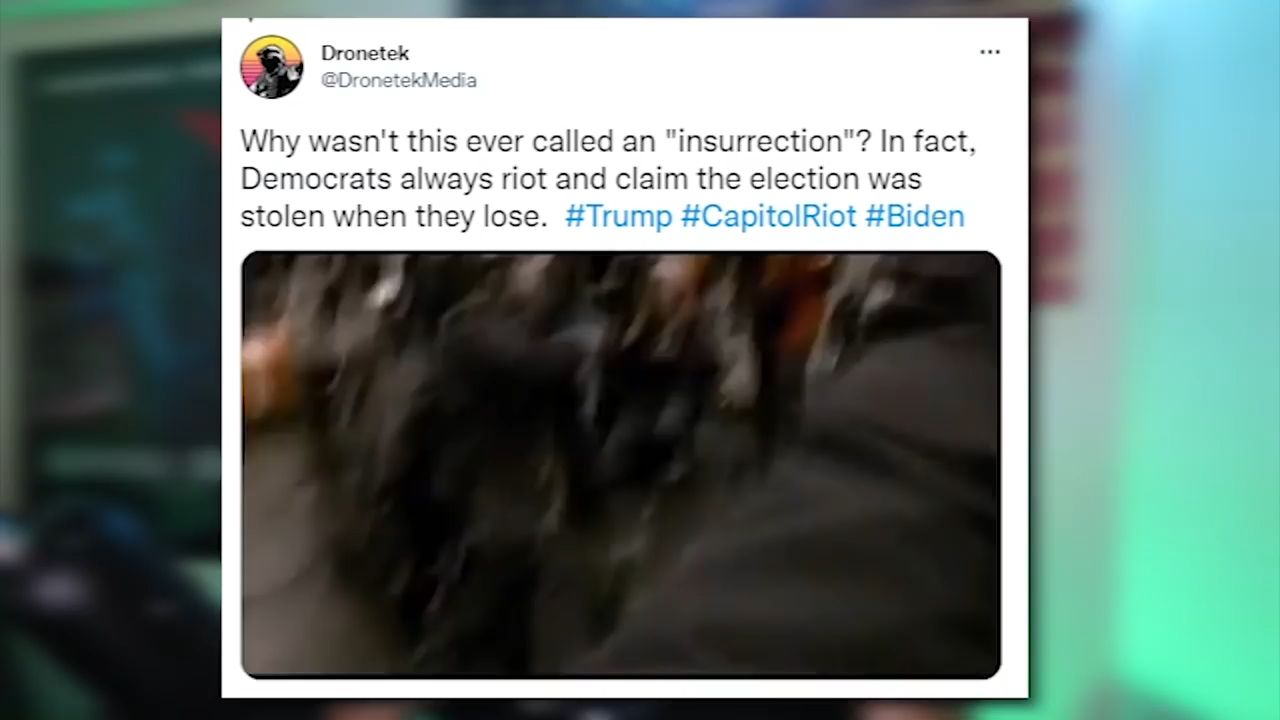 Dronetek
@DronetekMedia
Why wasn't this ever called an "insurrection"? In fact,
Democrats always riot and claim the election was
stolen when they lose. #Trump #CapitolRiot #Biden